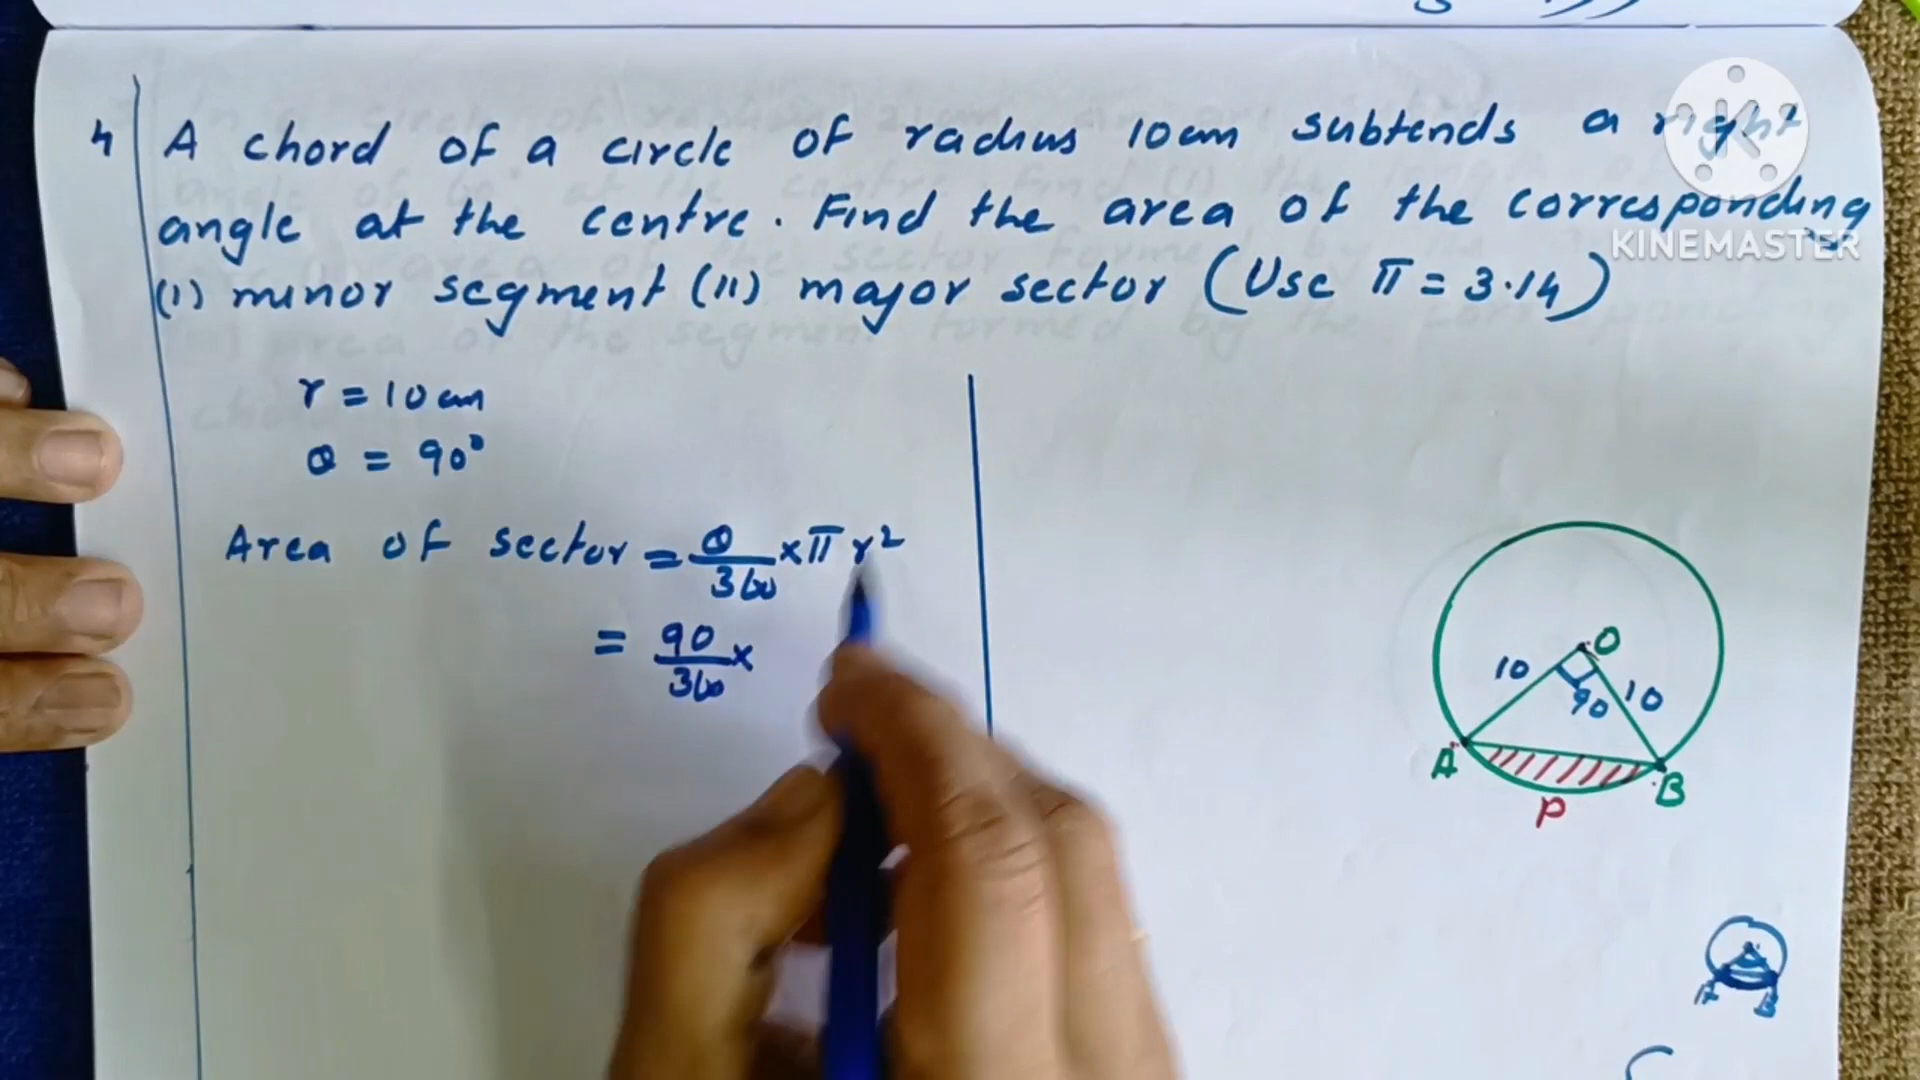 4 A chord of a circle of radius 10cm subtends a right
angle at the centre. Find the area of the corresponding
(i) minor segment (ii) major sector (Use π = 3.14)
KINEMASTER
r = 10cm
θ = 90°
Area of sector = θ/360 × π r²
= 90/360 ×
O
10
90
10
A
B
P
A B